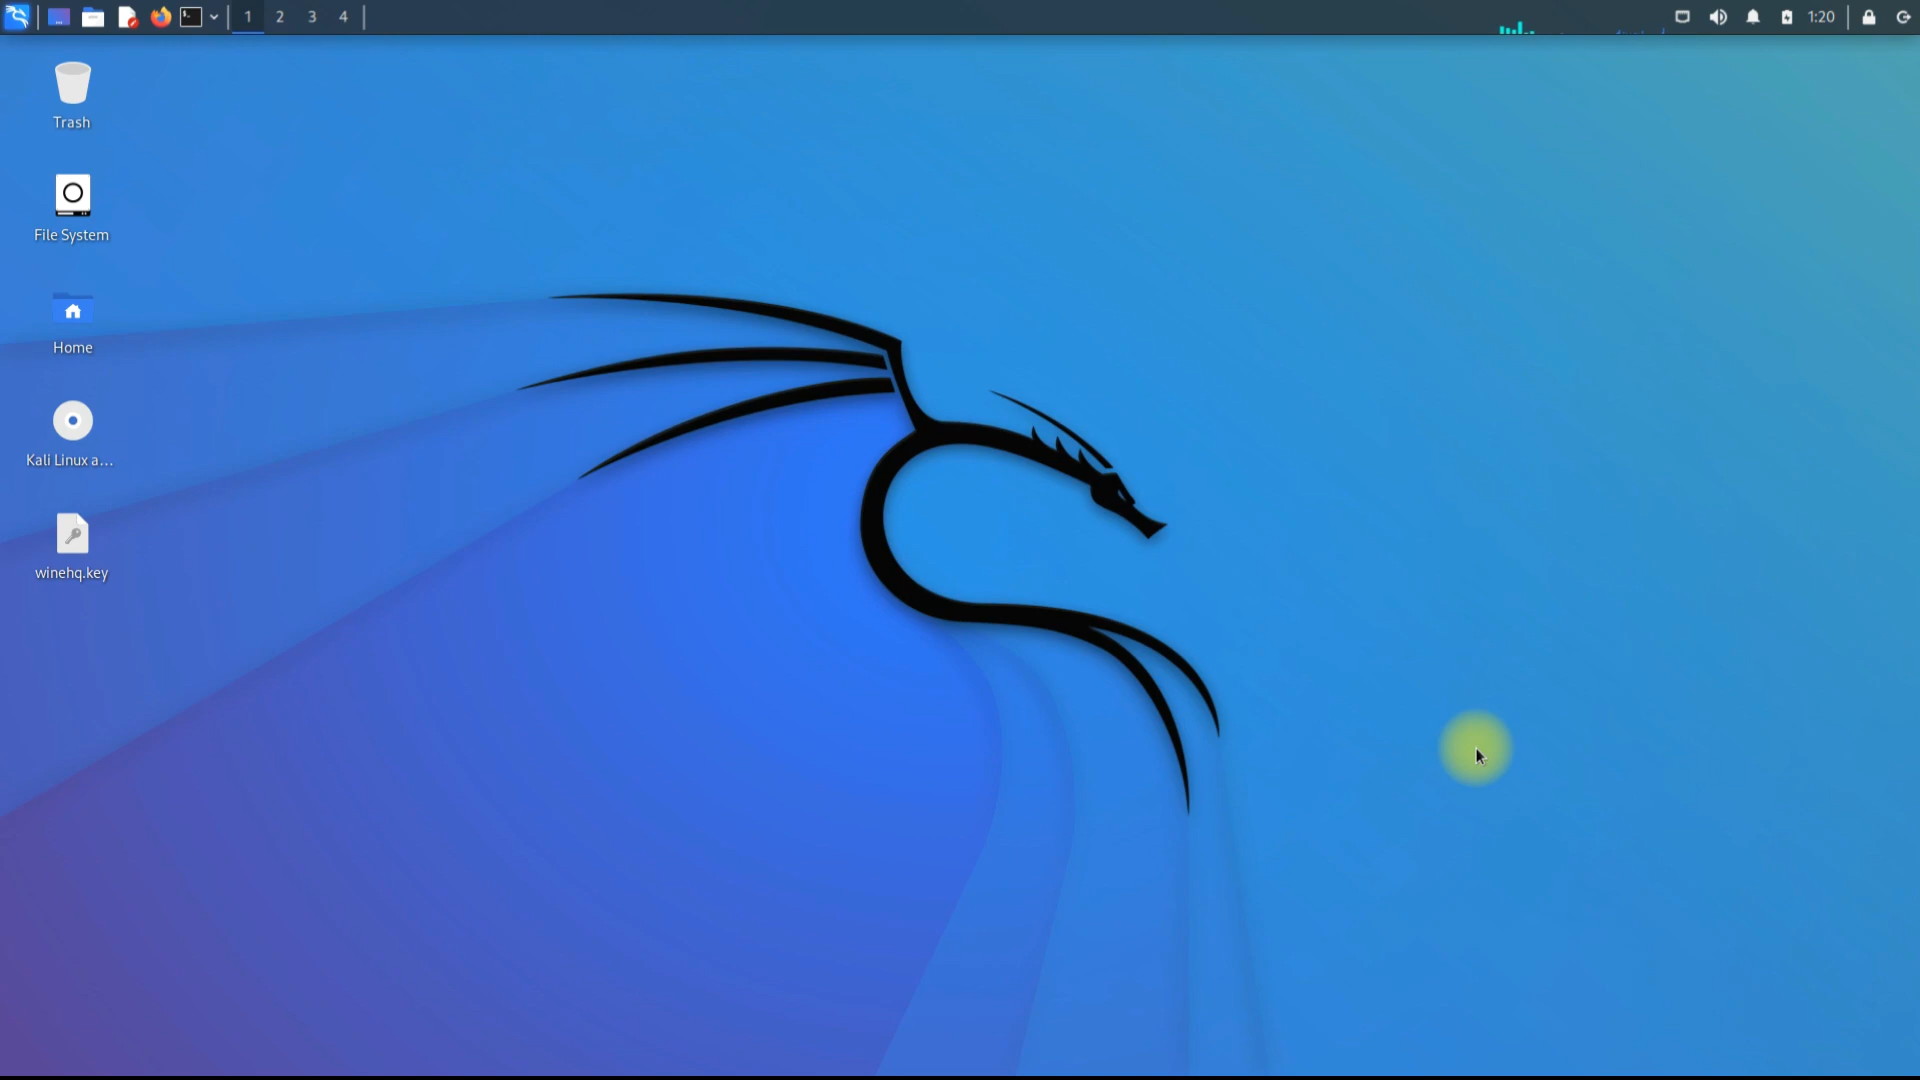 1 2 3 4 1:20
Trash
File System
Home
Kali Linux a...
winehq.key